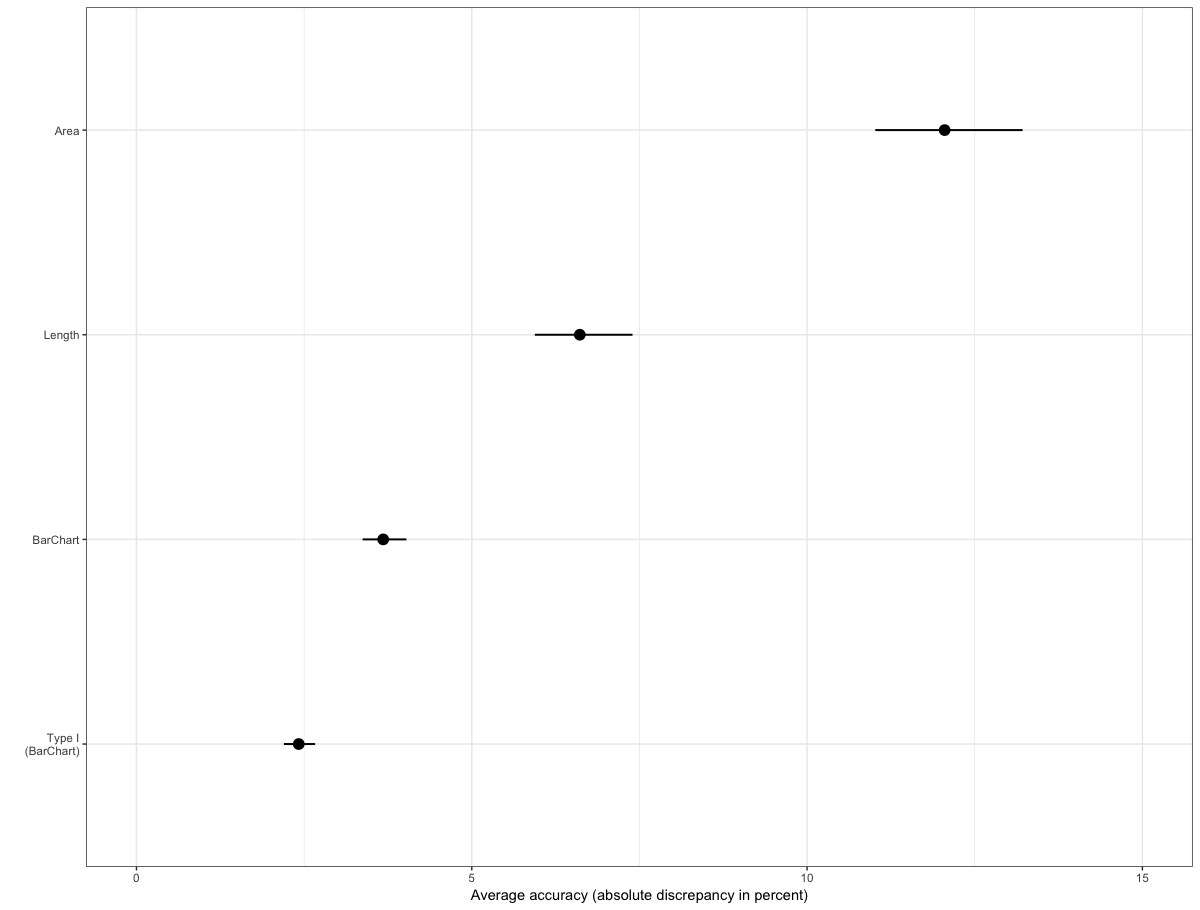 Area
Length
BarChart
Type I
(BarChart)
0 5 10 15
Average accuracy (absolute discrepancy in percent)